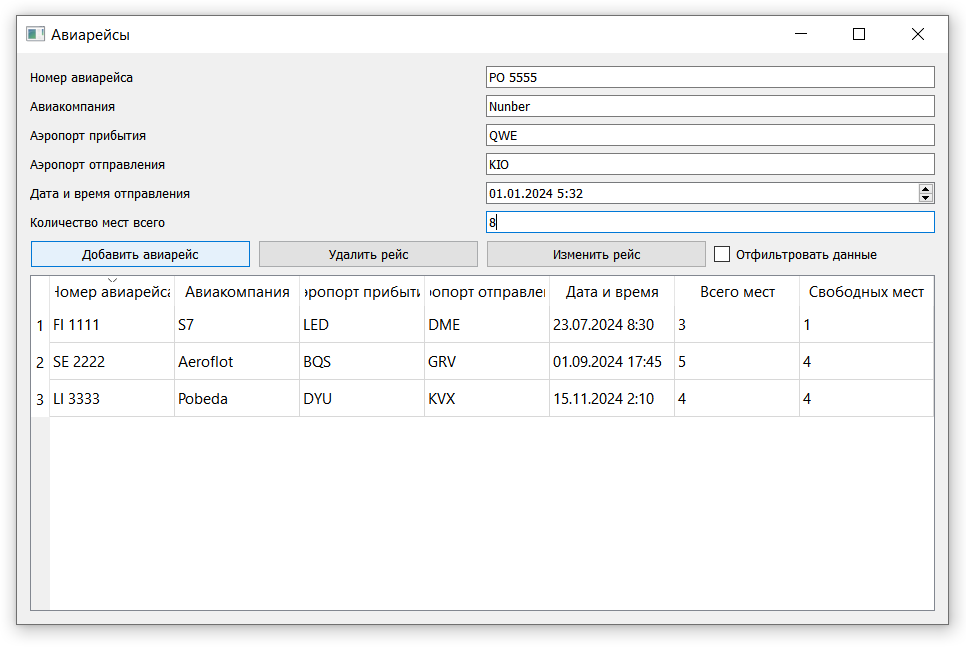 Авиарейсы
Номер авиарейса PO 5555
Авиакомпания Nunber
Аэропорт прибытия QWE
Аэропорт отправления KIO
Дата и время отправления 01.01.2024 5:32
Количество мест всего 8
Добавить авиарейс Удалить рейс Изменить рейс Отфильтровать данные
Номер авиарейса Авиакомпания эропорт прибыти опорт отправлеі Дата и время Всего мест Свободных мест
1 FI 1111 S7 LED DME 23.07.2024 8:30 3 1
2 SE 2222 Aeroflot BQS GRV 01.09.2024 17:45 5 4
3 LI 3333 Pobeda DYU KVX 15.11.2024 2:10 4 4